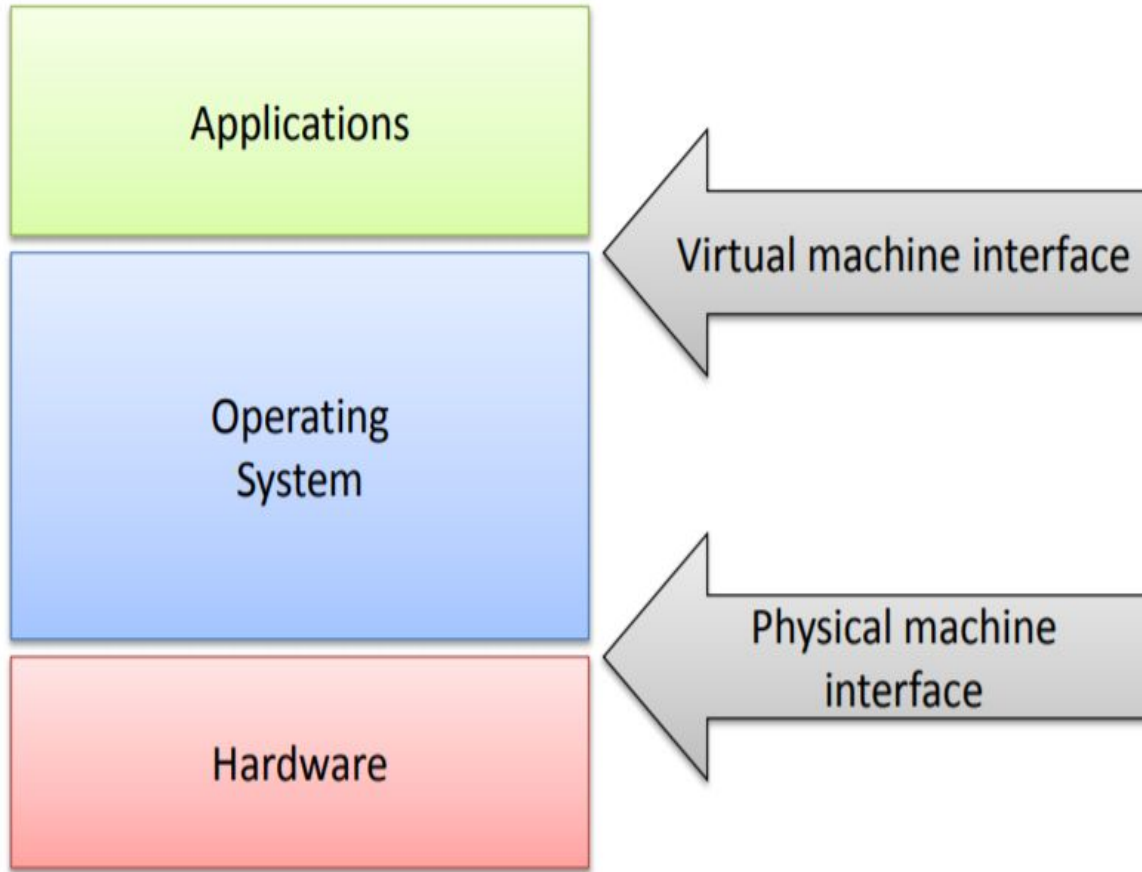 Applications
Virtual machine interface
Operating
System
Physical machine
interface
Hardware